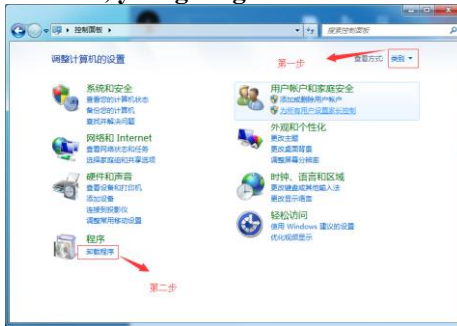 控制面板
搜索控制面板
调整计算机的设置
第一步
查看方式:
类别
系统和安全
查看您的计算机状态
备份您的计算机
查找并解决问题
网络和 Internet
查看网络状态和任务
选择家庭组和共享选项
硬件和声音
查看设备和打印机
添加设备
连接到投影仪
调整常用移动设置
程序
卸载程序
第二步
用户帐户和家庭安全
添加或删除用户帐户
为所有用户设置家长控制
外观和个性化
更改主题
更改桌面背景
调整屏幕分辨率
时钟、语言和区域
更改键盘或其他输入法
更改显示语言
轻松访问
使用 Windows 建议的设置
优化视频显示